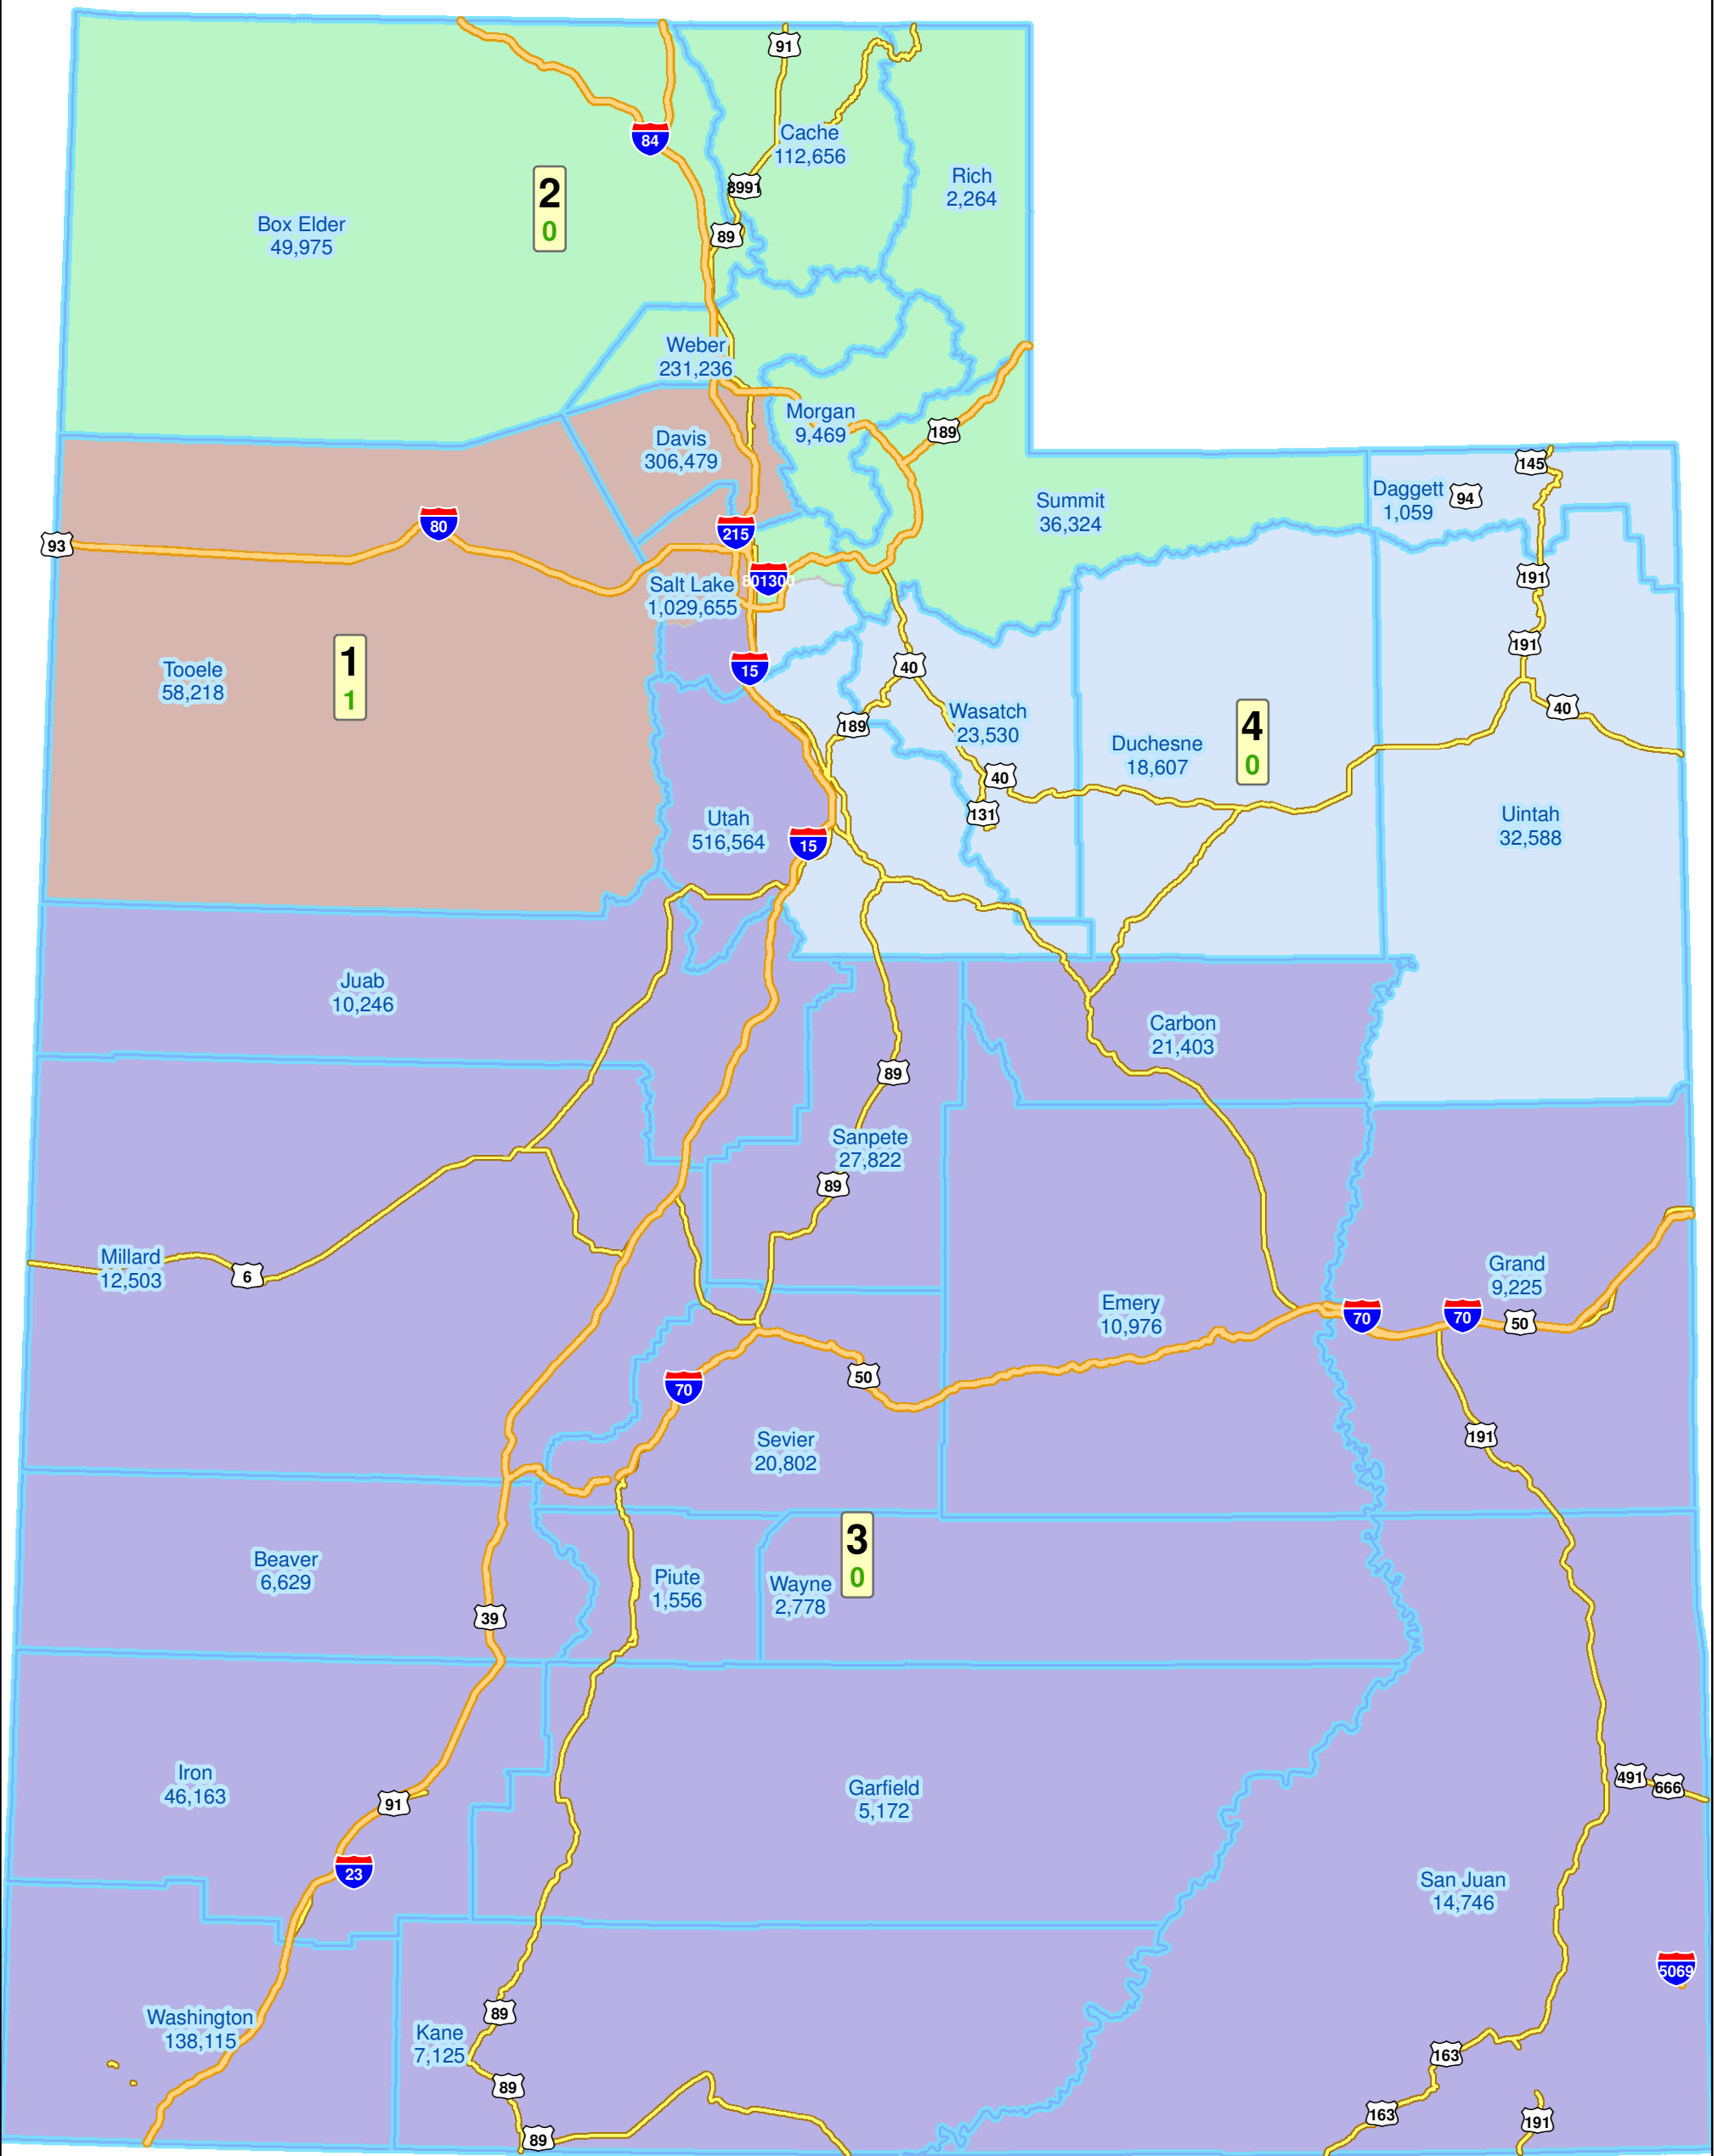 91
84
Cache
112,656
8991
Rich
2,264
2
0
Box Elder
49,975
89
Weber
231,236
Morgan
9,469
189
Davis
306,479
145
Daggett
1,059
94
Summit
36,324
80
215
93
191
801300
Salt Lake
1,029,655
191
1
1
Tooele
58,218
15
40
40
189
Wasatch
23,530
4
0
Duchesne
18,607
40
131
Utah
516,564
15
Uintah
32,588
Juab
10,246
Carbon
21,403
89
Sanpete
27,822
89
Millard
12,503
6
Grand
9,225
Emery
10,976
70
70
50
50
70
191
Sevier
20,802
3
0
Beaver
6,629
Piute
1,556
Wayne
2,778
39
Iron
46,163
91
Garfield
5,172
491
666
23
San Juan
14,746
5069
Washington
138,115
89
Kane
7,125
163
89
163
191
89